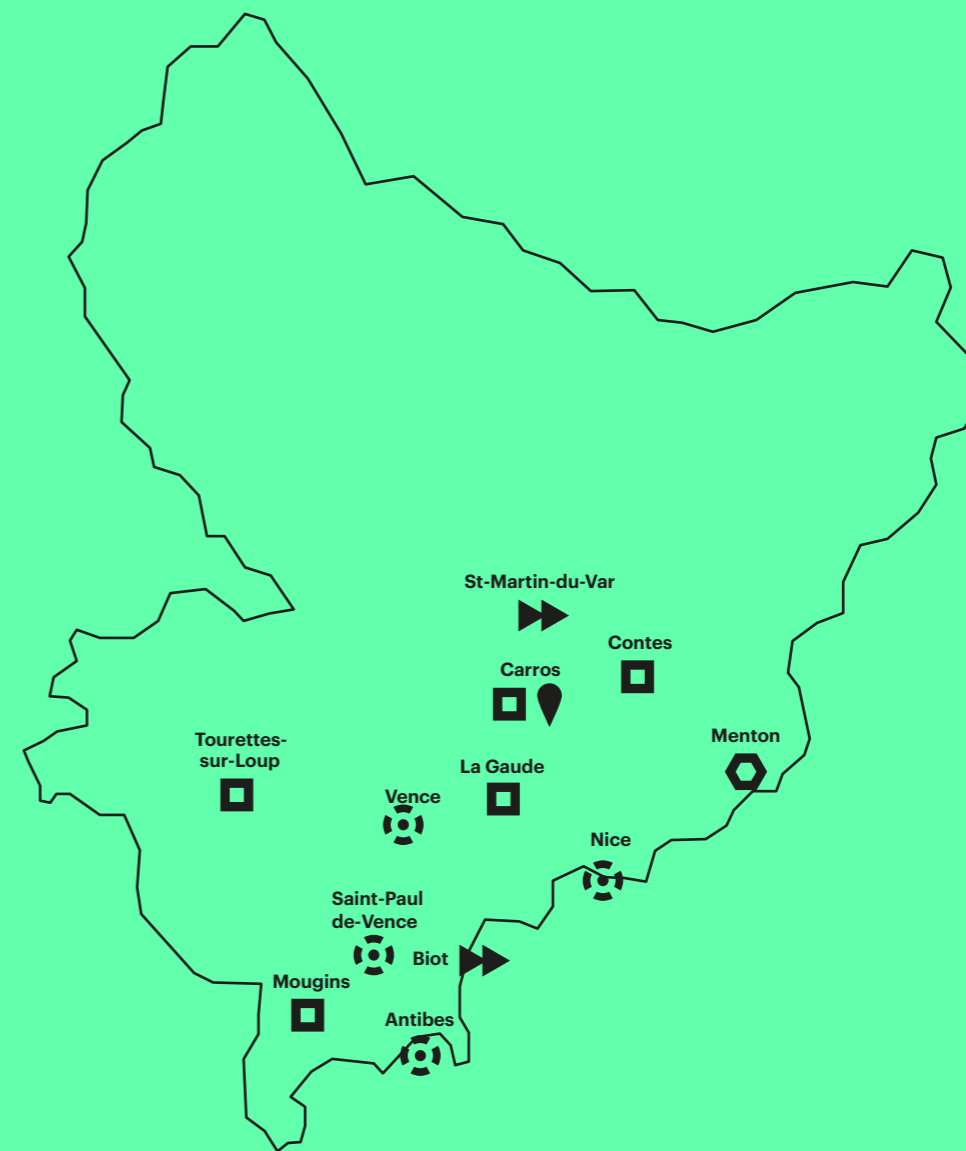 St-Martin-du-Var
Contes
Carros
Tourettes-
sur-Loup
Menton
La Gaude
Vence
Nice
Saint-Paul
de-Vence
Biot
Mougins
Antibes